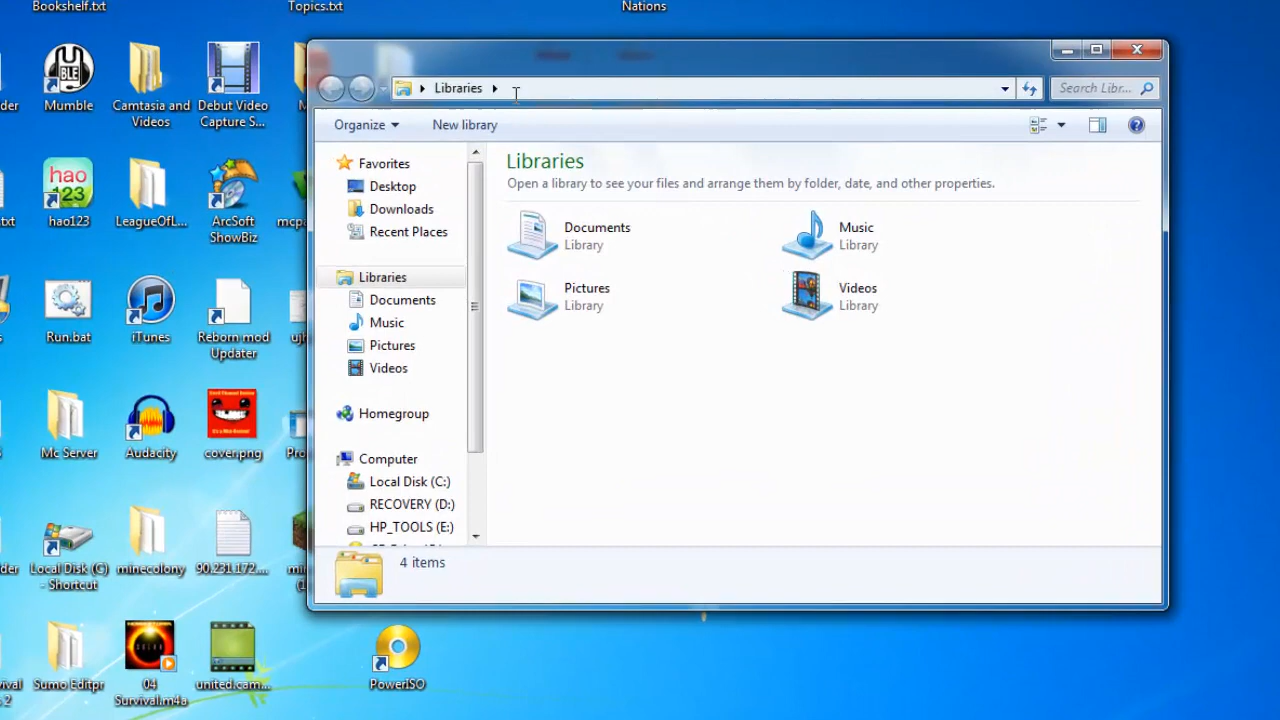 Bookshelf.txt
Topics.txt
Nations
Mumble
Camtasia and
Videos
Debut Video
Capture S...
hao123
LeagueOfL...
ArcSoft
ShowBiz
Run.bat
iTunes
Reborn mod
Updater
Mc Server
Audacity
cover.png
Local Disk (C)
- Shortcut
minecolony
90.231.172....
Sumo Editpr
04
Survival.m4a
united.cam...
PowerISO
Libraries
Search Libr...
Organize
New library
Favorites
Desktop
Downloads
Recent Places
Libraries
Documents
Music
Pictures
Videos
Homegroup
Computer
Local Disk (C:)
RECOVERY (D:)
HP_TOOLS (E:)
Libraries
Open a library to see your files and arrange them by folder, date, and other properties.
Documents
Library
Music
Library
Pictures
Library
Videos
Library
4 items